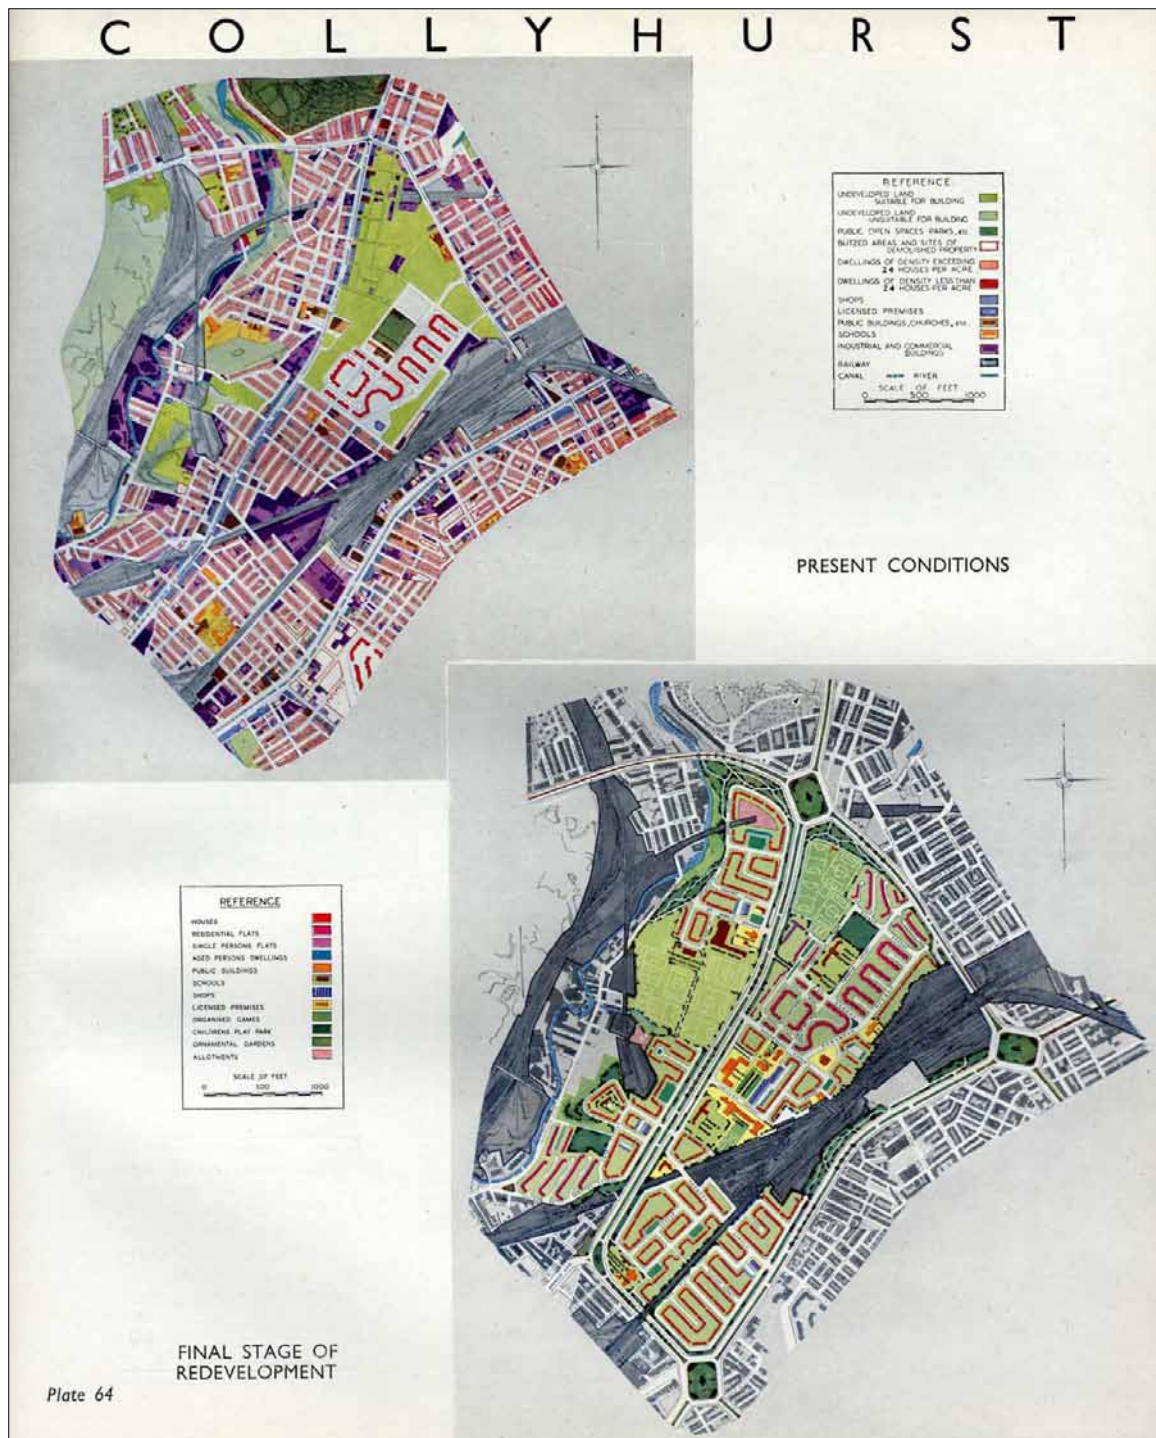 COLLYHURST
REFERENCE
UNDEVELOPED LAND
SUITABLE FOR BUILDING
UNDEVELOPED LAND
UNSUITABLE FOR BUILDING
PUBLIC OPEN SPACES PARKS, etc.
BLITZED AREAS AND SITES OF
DEMOLISHED PROPERTY
DWELLINGS OF DENSITY EXCEEDING
24 HOUSES PER ACRE
DWELLINGS OF DENSITY LESS THAN
24 HOUSES PER ACRE
SHOPS
LICENSED PREMISES
PUBLIC BUILDINGS, CHURCHES, etc.
SCHOOLS
INDUSTRIAL AND COMMERCIAL
BUILDINGS
RAILWAY
CANAL RIVER
SCALE OF FEET
0 500 1000
PRESENT CONDITIONS
REFERENCE
HOUSES
RESIDENTIAL FLATS
SINGLE PERSONS FLATS
AGED PERSONS DWELLINGS
PUBLIC BUILDINGS
SCHOOLS
SHOPS
LICENSED PREMISES
ORGANISED GAMES
CHILDRENS PLAY PARK
ORNAMENTAL GARDENS
ALLOTMENTS
SCALE OF FEET
0 500 1000
FINAL STAGE OF
REDEVELOPMENT
Plate 64